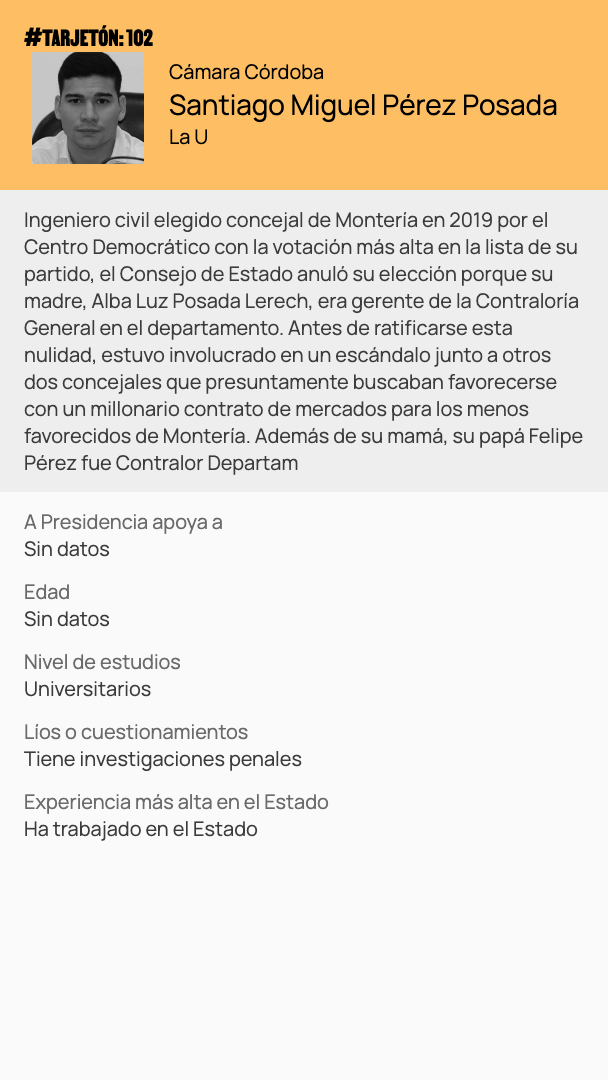 #TARJETÓN: 102
Cámara Córdoba
Santiago Miguel Pérez Posada
La U
Ingeniero civil elegido concejal de Montería en 2019 por el
Centro Democrático con la votación más alta en la lista de su
partido, el Consejo de Estado anuló su elección porque su
madre, Alba Luz Posada Lerech, era gerente de la Contraloría
General en el departamento. Antes de ratificarse esta
nulidad, estuvo involucrado en un escándalo junto a otros
dos concejales que presuntamente buscaban favorecerse
con un millonario contrato de mercados para los menos
favorecidos de Montería. Además de su mamá, su papá Felipe
Pérez fue Contralor Departam
A Presidencia apoya a
Sin datos
Edad
Sin datos
Nivel de estudios
Universitarios
Líos o cuestionamientos
Tiene investigaciones penales
Experiencia más alta en el Estado
Ha trabajado en el Estado